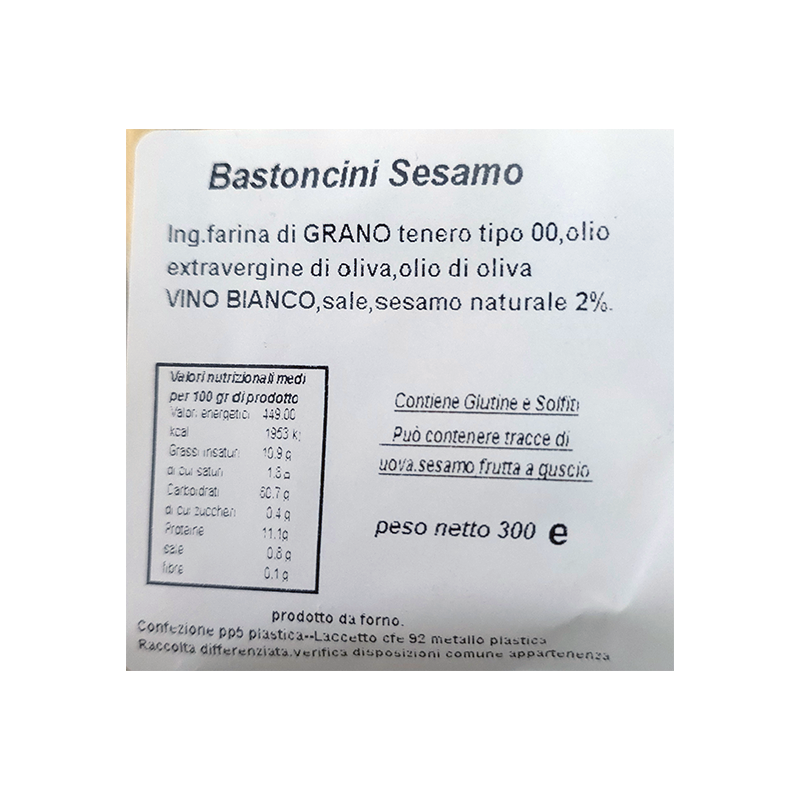 Bastoncini Sesamo
Ing.farina di GRANO tenero tipo 00,olio
extravergine di oliva,olio di oliva
VINO BIANCO,sale,sesamo naturale 2%.
Valori nutrizionali medi
per 100 gr di prodotto
Valori energetici 449.00
kcal 1953 kj
Grassi insaturi 10.9 g
di cui saturi 1.8 g
Carboidrati 60.7 g
di cui zuccheri 0.4 g
Proteine 11.1g
sale 0.8 g
fibre 0.1 g
Contiene Glutine e Solfiti
Può contenere tracce di
uova.sesamo frutta a guscio
peso netto 300 e
prodotto da forno.
Confezione pp5 plastica--Laccetto cfe 92 metallo plastica
Raccolta differenziata.verifica disposizioni comune appartenenza